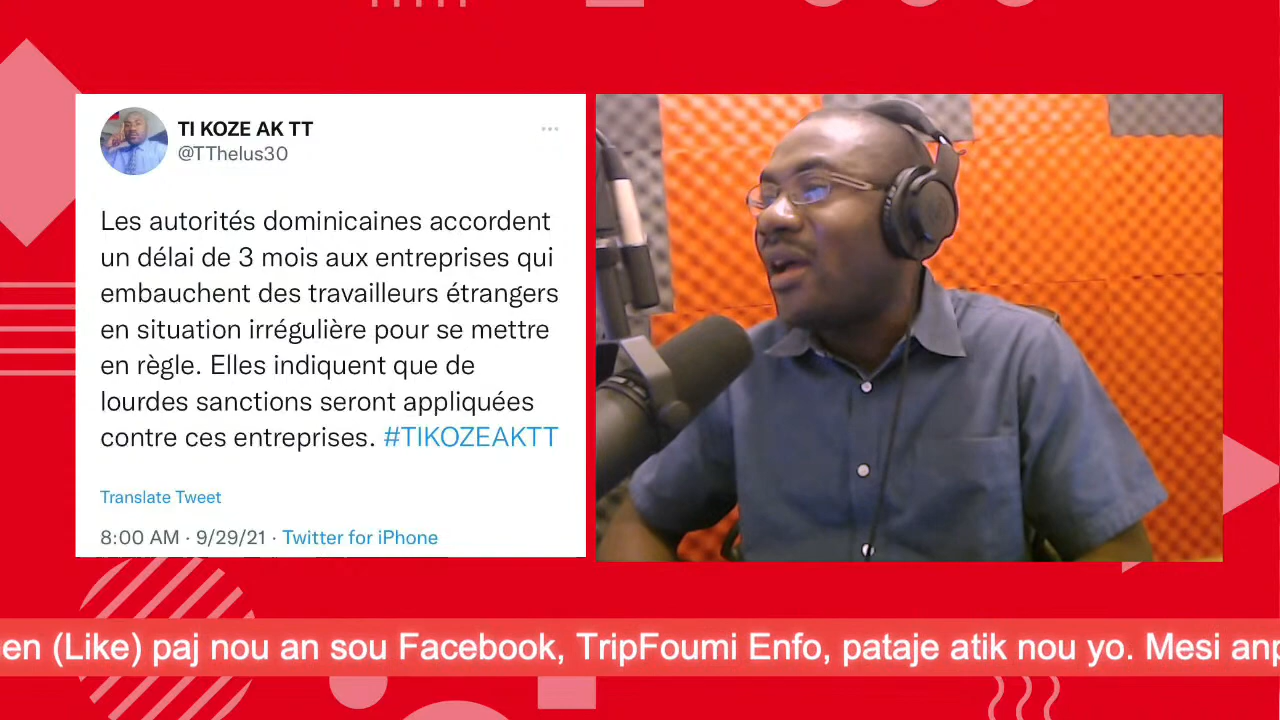 TI KOZE AK TT
@TThelus30
Les autorités dominicaines accordent
un délai de 3 mois aux entreprises qui
embauchent des travailleurs étrangers
en situation irrégulière pour se mettre
en règle. Elles indiquent que de
lourdes sanctions seront appliquées
contre ces entreprises. #TIKOZEAKTT
Translate Tweet
8:00 AM · 9/29/21 · Twitter for iPhone
(Like) paj nou an sou Facebook, TripFoumi Enfo, pataje atik nou yo. Mesi